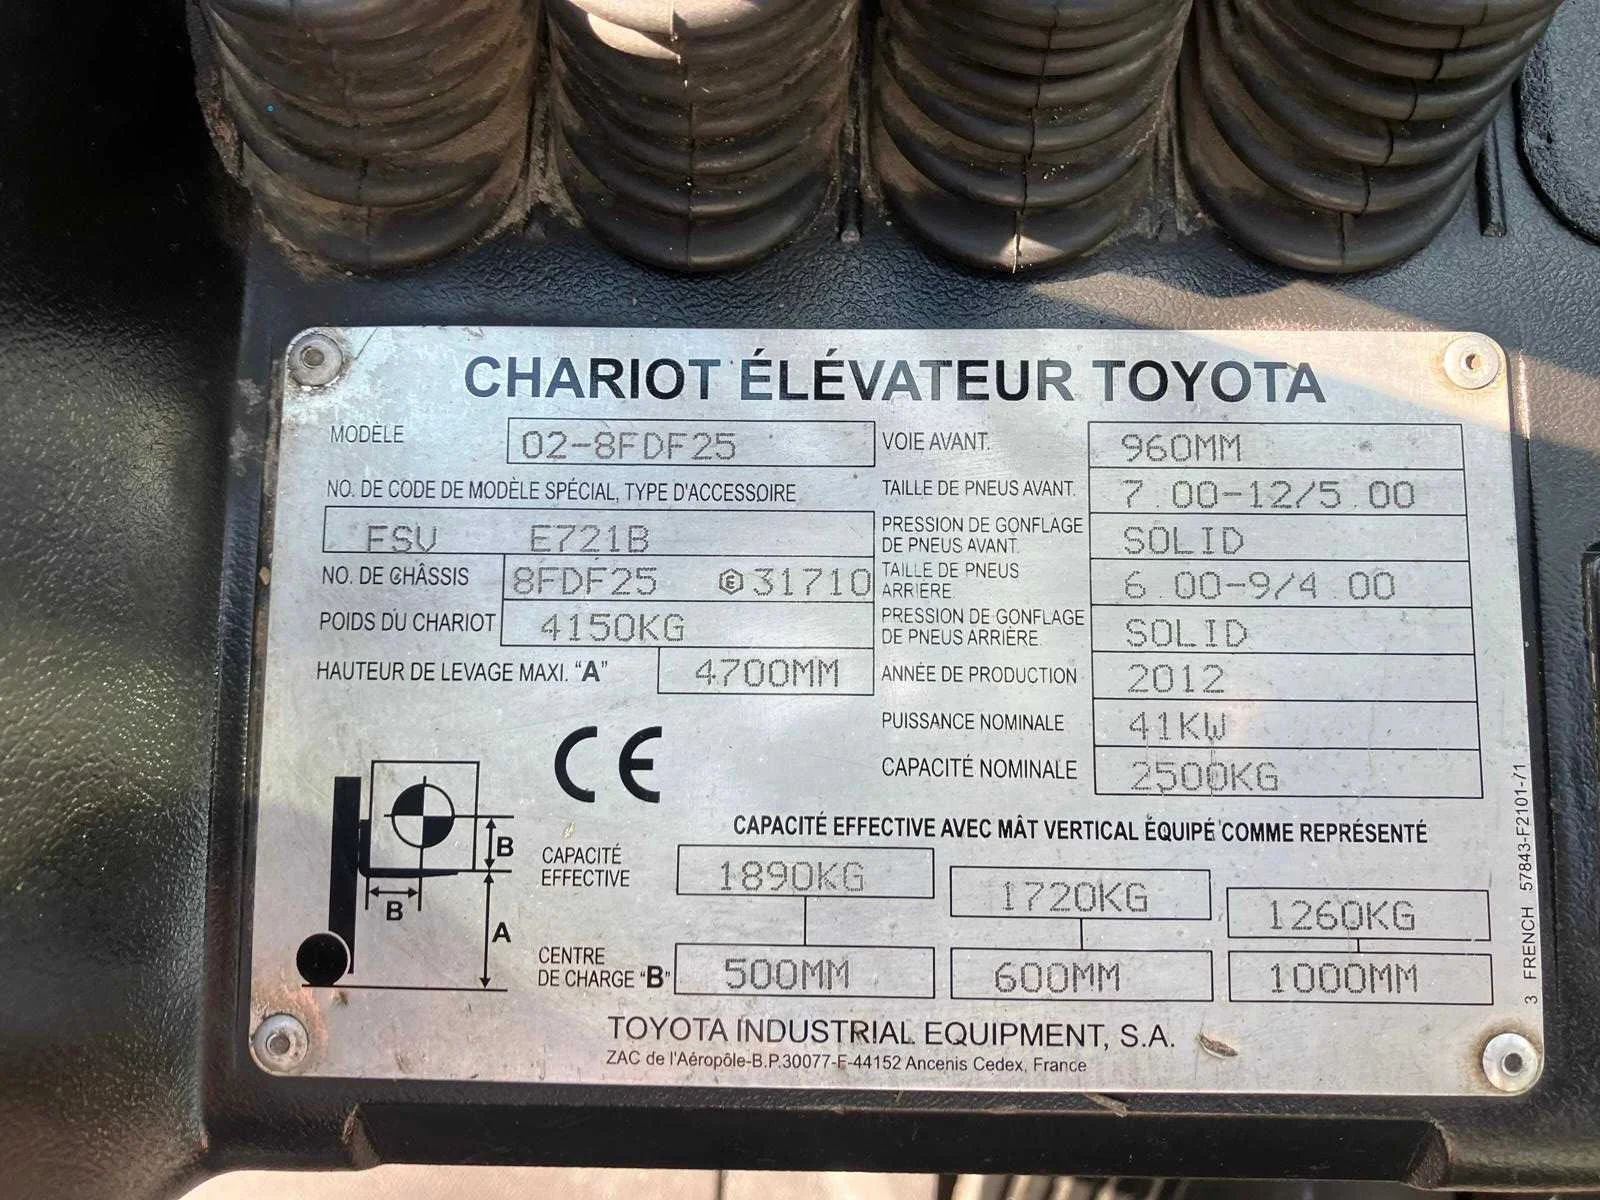 CHARIOT ÉLÉVATEUR TOYOTA
MODÈLE 02-8FDF25
NO. DE CODE DE MODÈLE SPÉCIAL, TYPE D'ACCESSOIRE
FSV E721B
NO. DE CHÂSSIS 8FDF25 E 31710
POIDS DU CHARIOT 4150KG
HAUTEUR DE LEVAGE MAXI. "A" 4700MM
VOIE AVANT. 960MM
TAILLE DE PNEUS AVANT. 7.00-12/5.00
PRESSION DE GONFLAGE
DE PNEUS AVANT. SOLID
TAILLE DE PNEUS
ARRIÈRE. 6.00-9/4.00
PRESSION DE GONFLAGE
DE PNEUS ARRIÈRE. SOLID
ANNÉE DE PRODUCTION 2012
PUISSANCE NOMINALE 41KW
CAPACITÉ NOMINALE 2500KG
CE
B
B
A
CAPACITÉ EFFECTIVE AVEC MÂT VERTICAL ÉQUIPÉ COMME REPRÉSENTÉ
CAPACITÉ
EFFECTIVE 1890KG 1720KG 1260KG
CENTRE
DE CHARGE "B" 500MM 600MM 1000MM
TOYOTA INDUSTRIAL EQUIPMENT, S.A.
ZAC de l'Aéropôle-B.P.30077-F-44152 Ancenis Cedex, France
3 FRENCH 57843-F2101-71